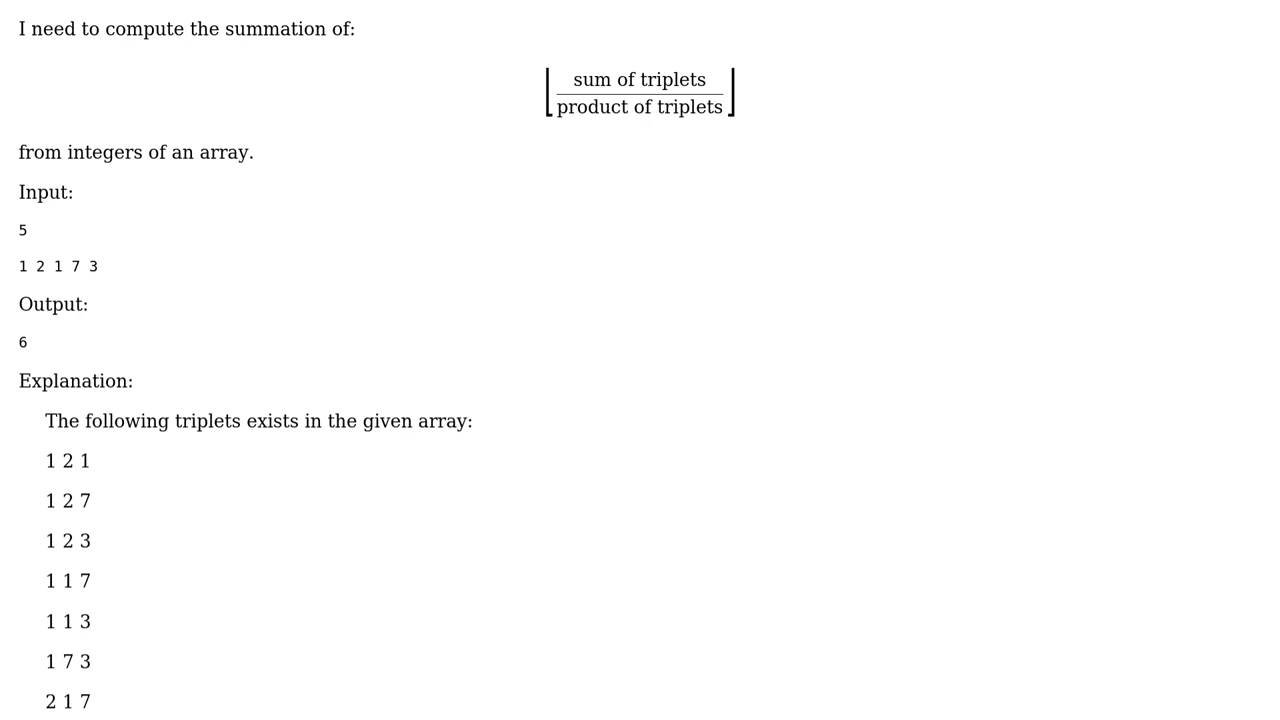 I need to compute the summation of:
⌊ sum of triplets
product of triplets ⌋
from integers of an array.
Input:
5
1 2 1 7 3
Output:
6
Explanation:
The following triplets exists in the given array:
1 2 1
1 2 7
1 2 3
1 1 7
1 1 3
1 7 3
2 1 7